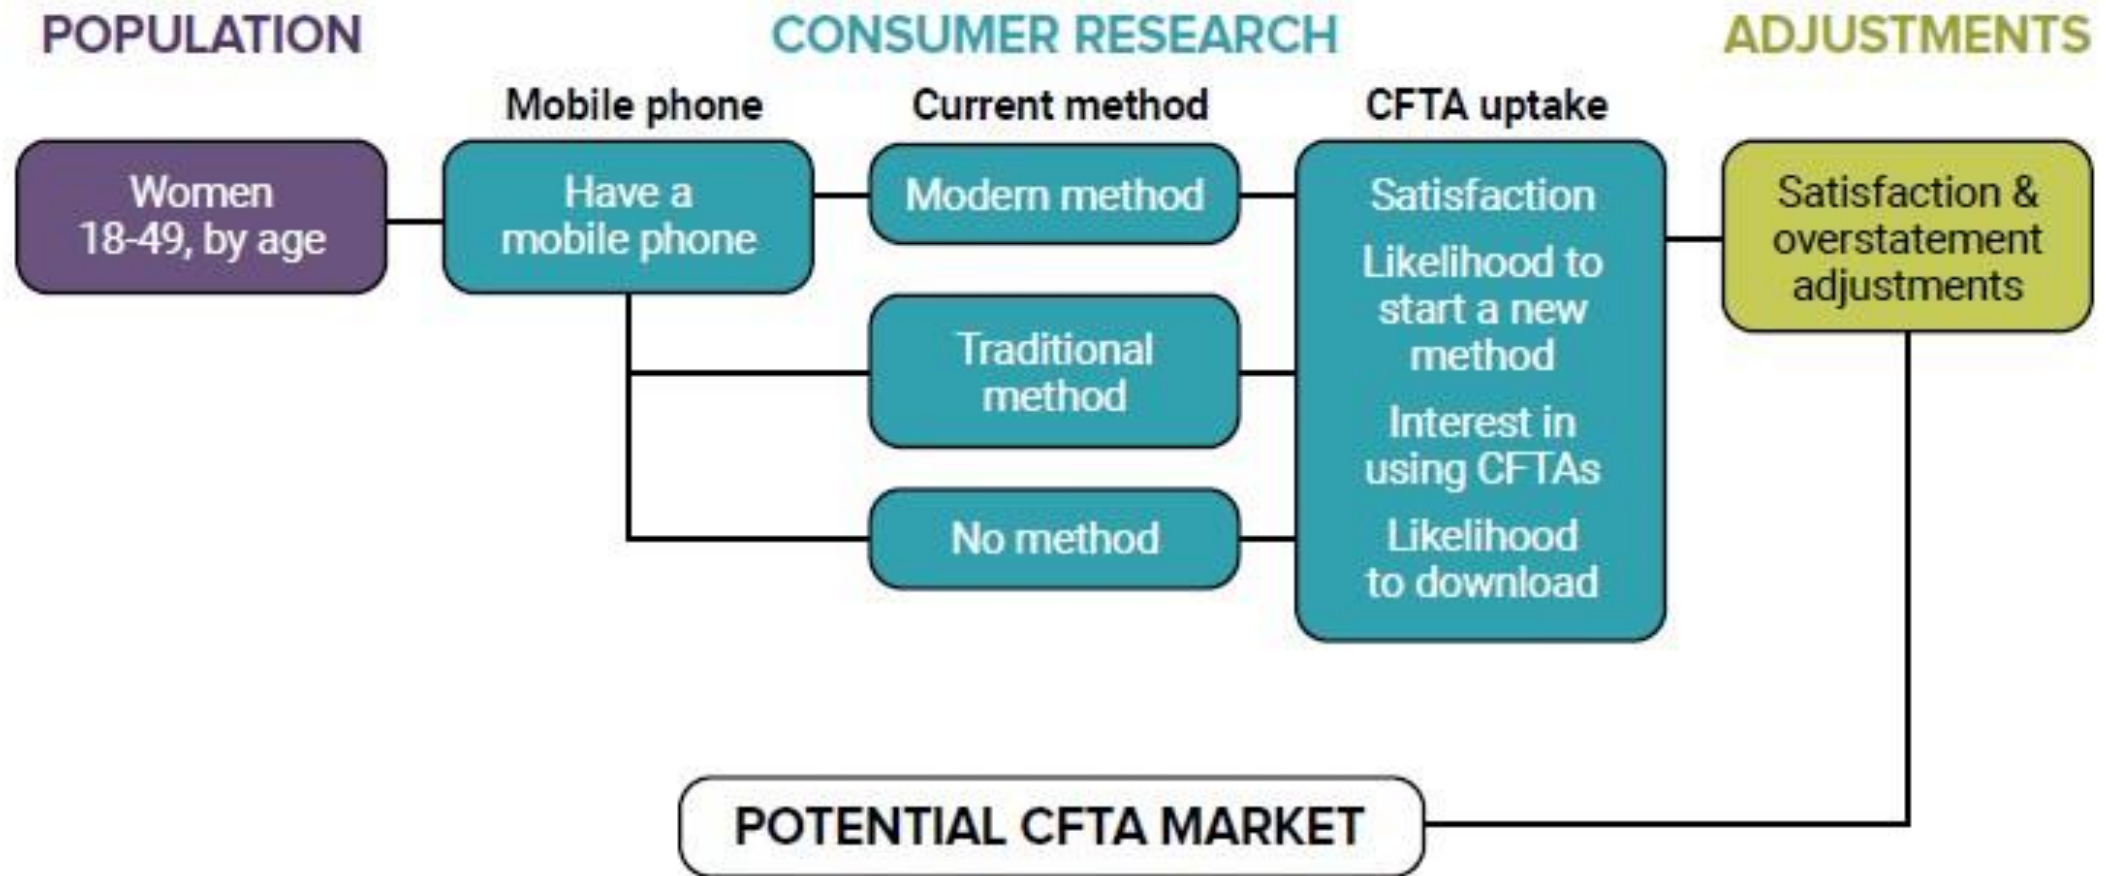 POPULATION
CONSUMER RESEARCH
ADJUSTMENTS
Mobile phone
Current method
CFTA uptake
Women
18-49, by age
Have a
mobile phone
Modern method
Traditional
method
No method
Satisfaction
Likelihood to
start a new
method
Interest in
using CFTAs
Likelihood
to download
Satisfaction &
overstatement
adjustments
POTENTIAL CFTA MARKET